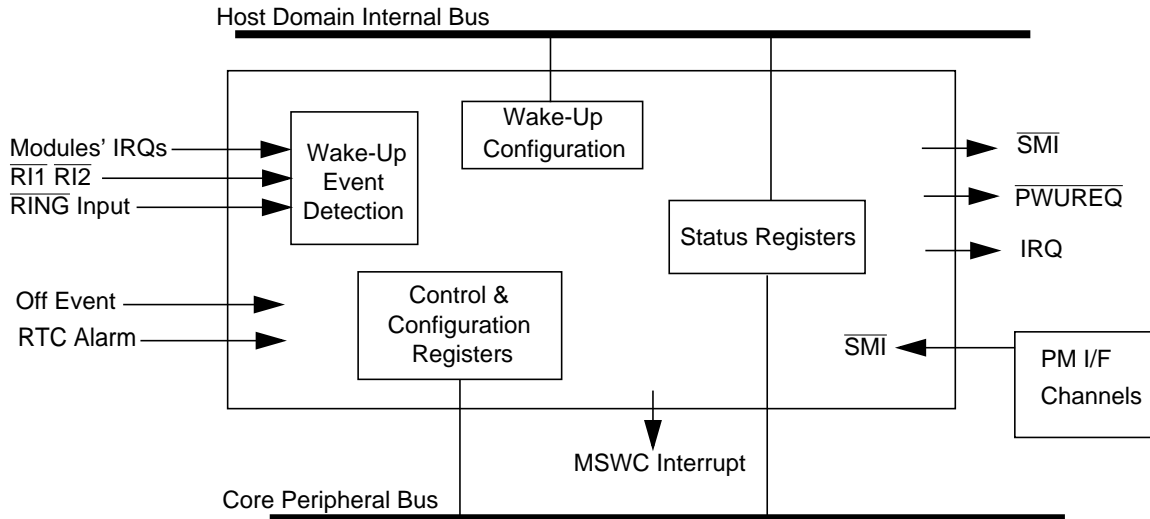 Host Domain Internal Bus
Modules’ IRQs
RI1 RI2
RING Input
Wake-Up
Event
Detection
Wake-Up
Configuration
SMI
PWUREQ
IRQ
Status Registers
Off Event
RTC Alarm
Control &
Configuration
Registers
SMI
PM I/F
Channels
MSWC Interrupt
Core Peripheral Bus